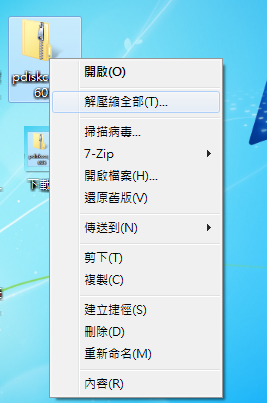 pdiskc
60
開啟(O)
解壓縮全部(T)...
掃描病毒...
7-Zip
開啟檔案(H)...
還原舊版(V)
下載
傳送到(N)
剪下(T)
複製(C)
建立捷徑(S)
刪除(D)
重新命名(M)
內容(R)